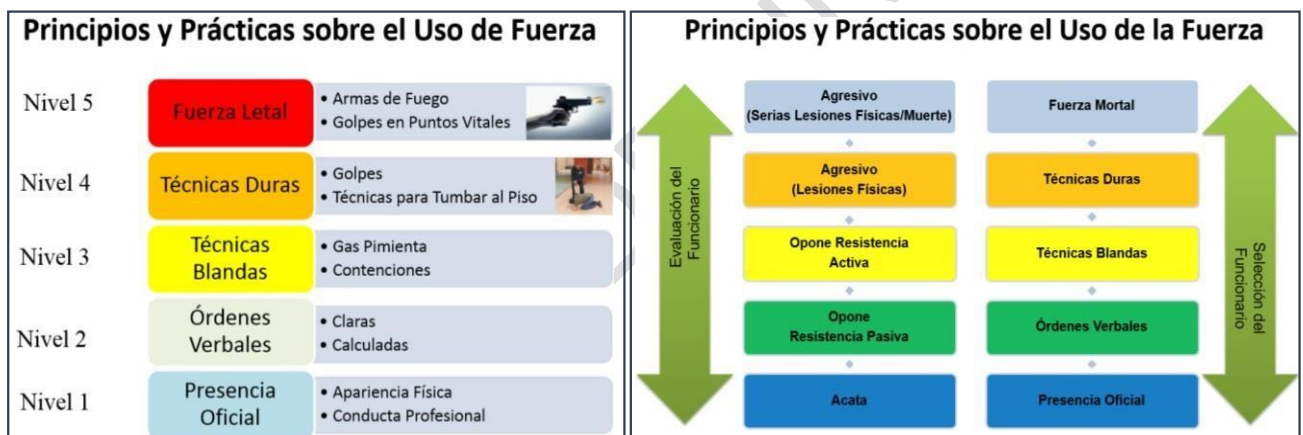 Principios y Prácticas sobre el Uso de Fuerza
Nivel 5
Fuerza Letal
• Armas de Fuego
• Golpes en Puntos Vitales
Nivel 4
Técnicas Duras
• Golpes
• Técnicas para Tumbar al Piso
Nivel 3
Técnicas
Blandas
• Gas Pimienta
• Contenciones
Nivel 2
Órdenes
Verbales
• Claras
• Calculadas
Nivel 1
Presencia
Oficial
• Apariencia Física
• Conducta Profesional
Principios y Prácticas sobre el Uso de la Fuerza
Evaluación del
Funcionario
Agresivo
(Serias Lesiones Físicas/Muerte)
Fuerza Mortal
Agresivo
(Lesiones Físicas)
Técnicas Duras
Opone Resistencia
Activa
Técnicas Blandas
Opone
Resistencia Pasiva
Órdenes Verbales
Acata
Presencia Oficial
Selección del
Funcionario